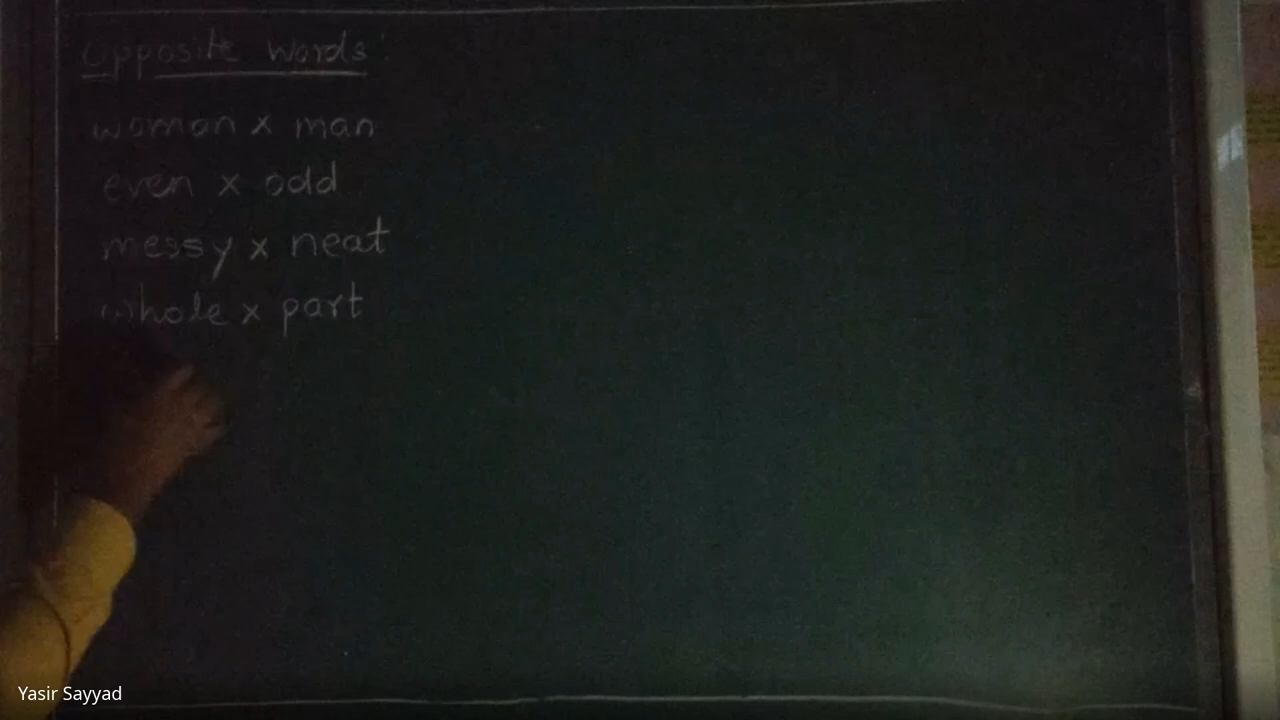 Opposite Words:
woman x man
even x odd
messy x neat
whole x part
Yasir Sayyad